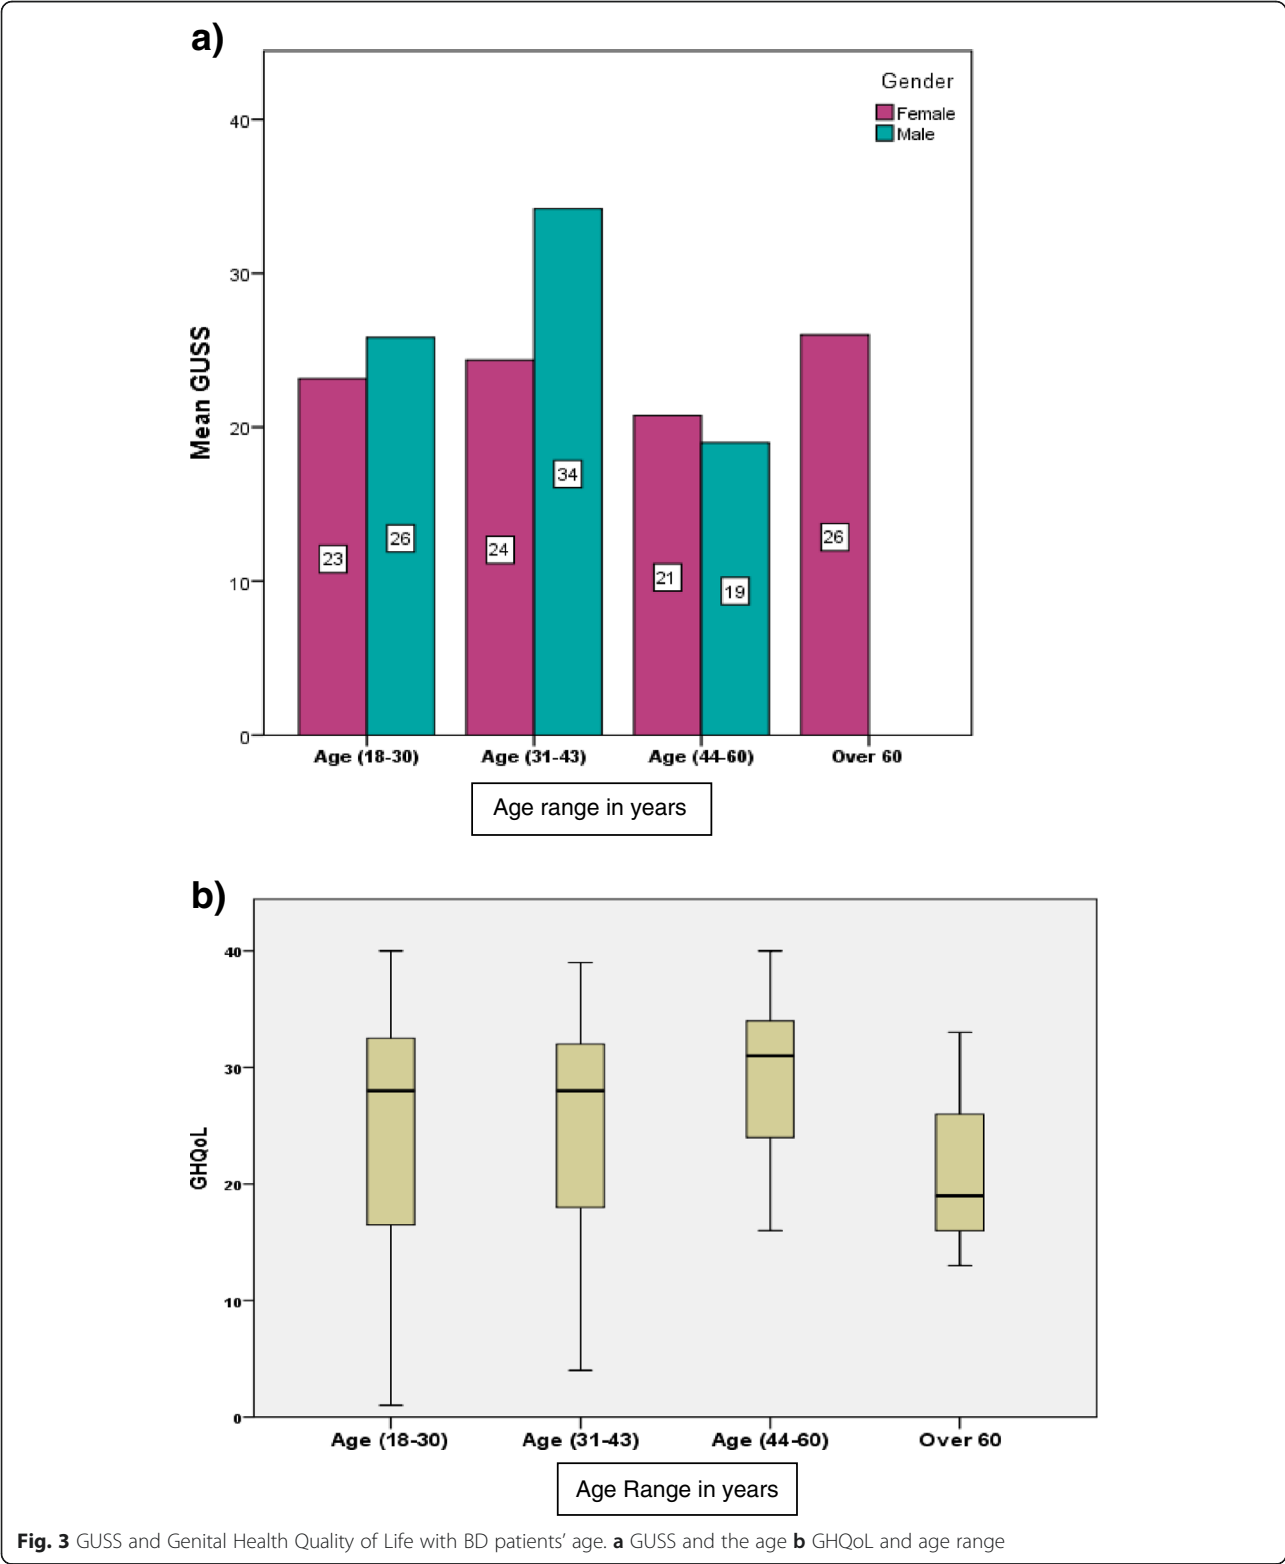 a)
Gender
Female
Male
40
30
20
10
0
Mean GUSS
23
26
24
34
21
19
26
Age (18-30) Age (31-43) Age (44-60) Over 60
Age range in years
b)
40
30
20
10
0
GHQoL
Age (18-30) Age (31-43) Age (44-60) Over 60
Age Range in years
Fig. 3 GUSS and Genital Health Quality of Life with BD patients’ age. a GUSS and the age b GHQoL and age range